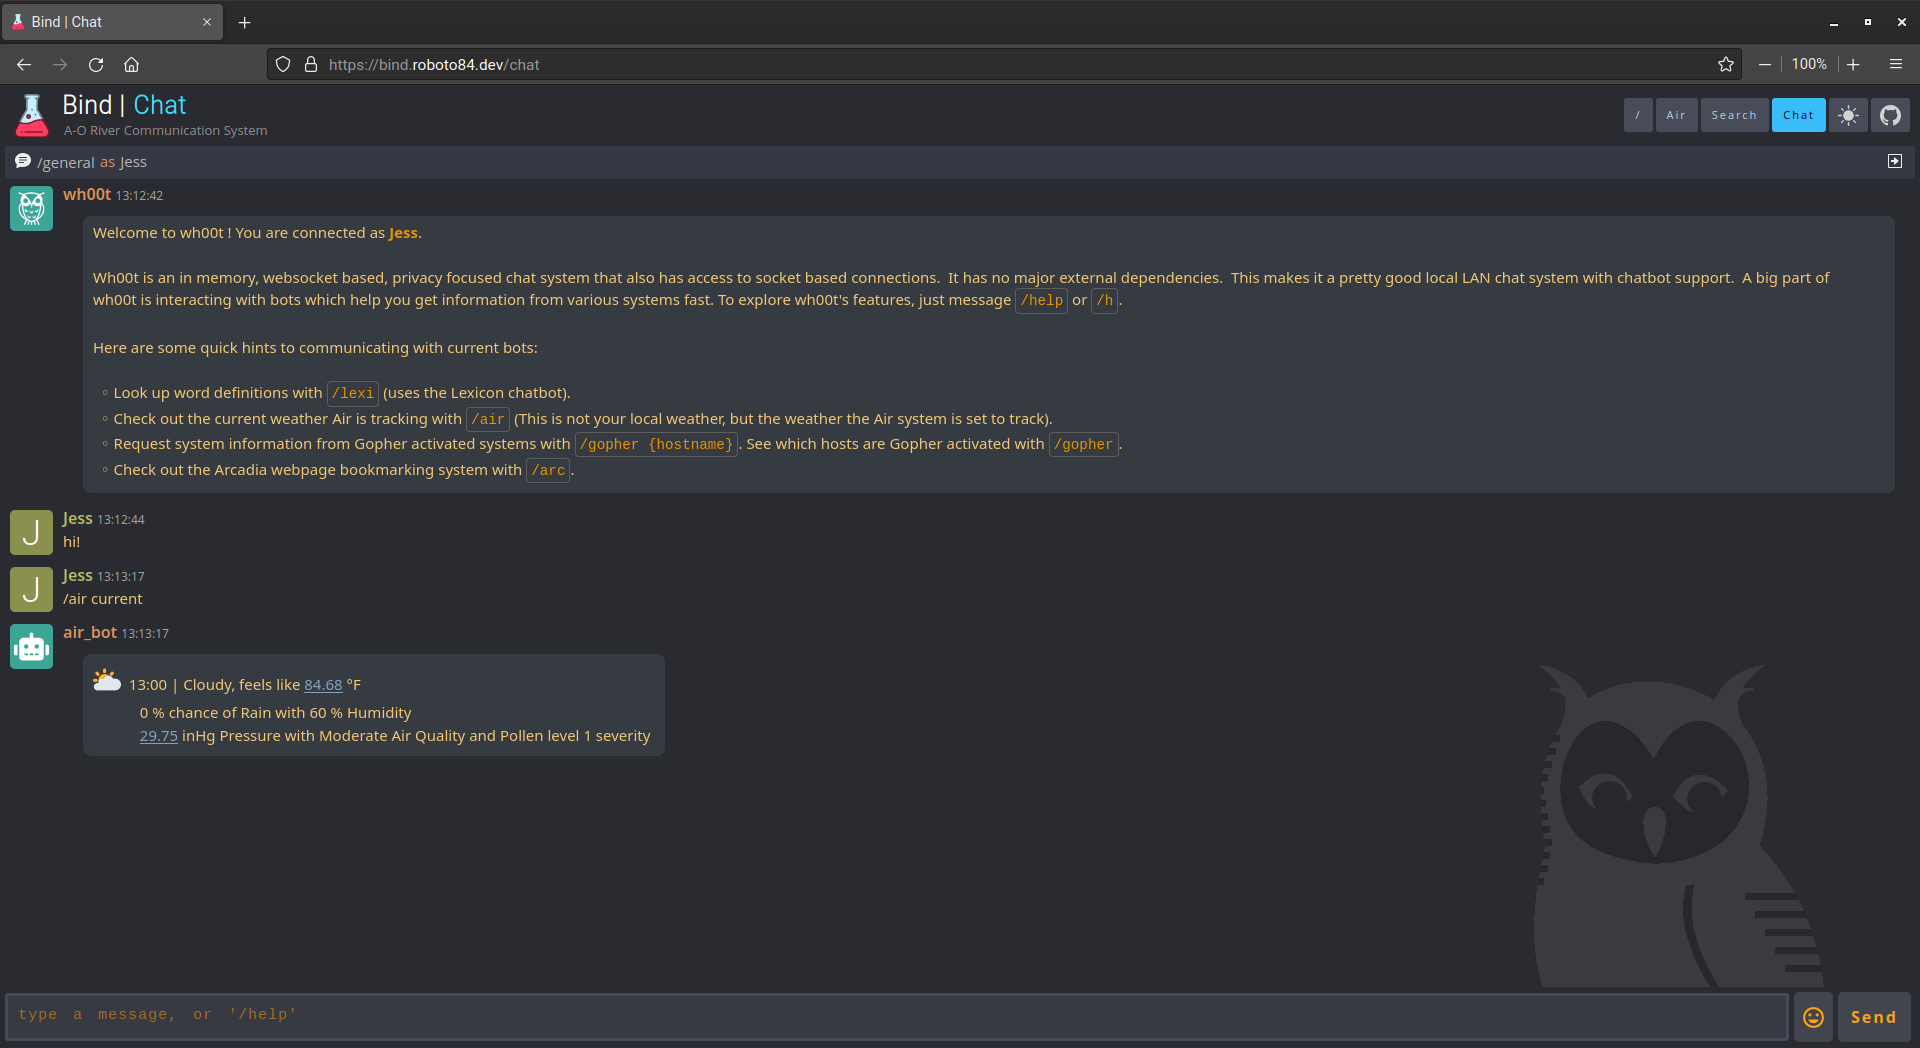 Bind | Chat
https://bind.roboto84.dev/chat
100%
Bind | Chat
A-O River Communication System
/
Air
Search
Chat
/general as Jess
wh00t 13:12:42
Welcome to wh00t ! You are connected as Jess.
Wh00t is an in memory, websocket based, privacy focused chat system that also has access to socket based connections.  It has no major external dependencies.  This makes it a pretty good local LAN chat system with chatbot support.  A big part of
wh00t is interacting with bots which help you get information from various systems fast. To explore wh00t's features, just message /help or /h.
Here are some quick hints to communicating with current bots:
◦ Look up word definitions with /lexi (uses the Lexicon chatbot).
◦ Check out the current weather Air is tracking with /air (This is not your local weather, but the weather the Air system is set to track).
◦ Request system information from Gopher activated systems with /gopher {hostname}. See which hosts are Gopher activated with /gopher.
◦ Check out the Arcadia webpage bookmarking system with /arc.
J
Jess 13:12:44
hi!
J
Jess 13:13:17
/air current
air_bot 13:13:17
13:00 | Cloudy, feels like 84.68 °F
0 % chance of Rain with 60 % Humidity
29.75 inHg Pressure with Moderate Air Quality and Pollen level 1 severity
type a message, or '/help'
Send